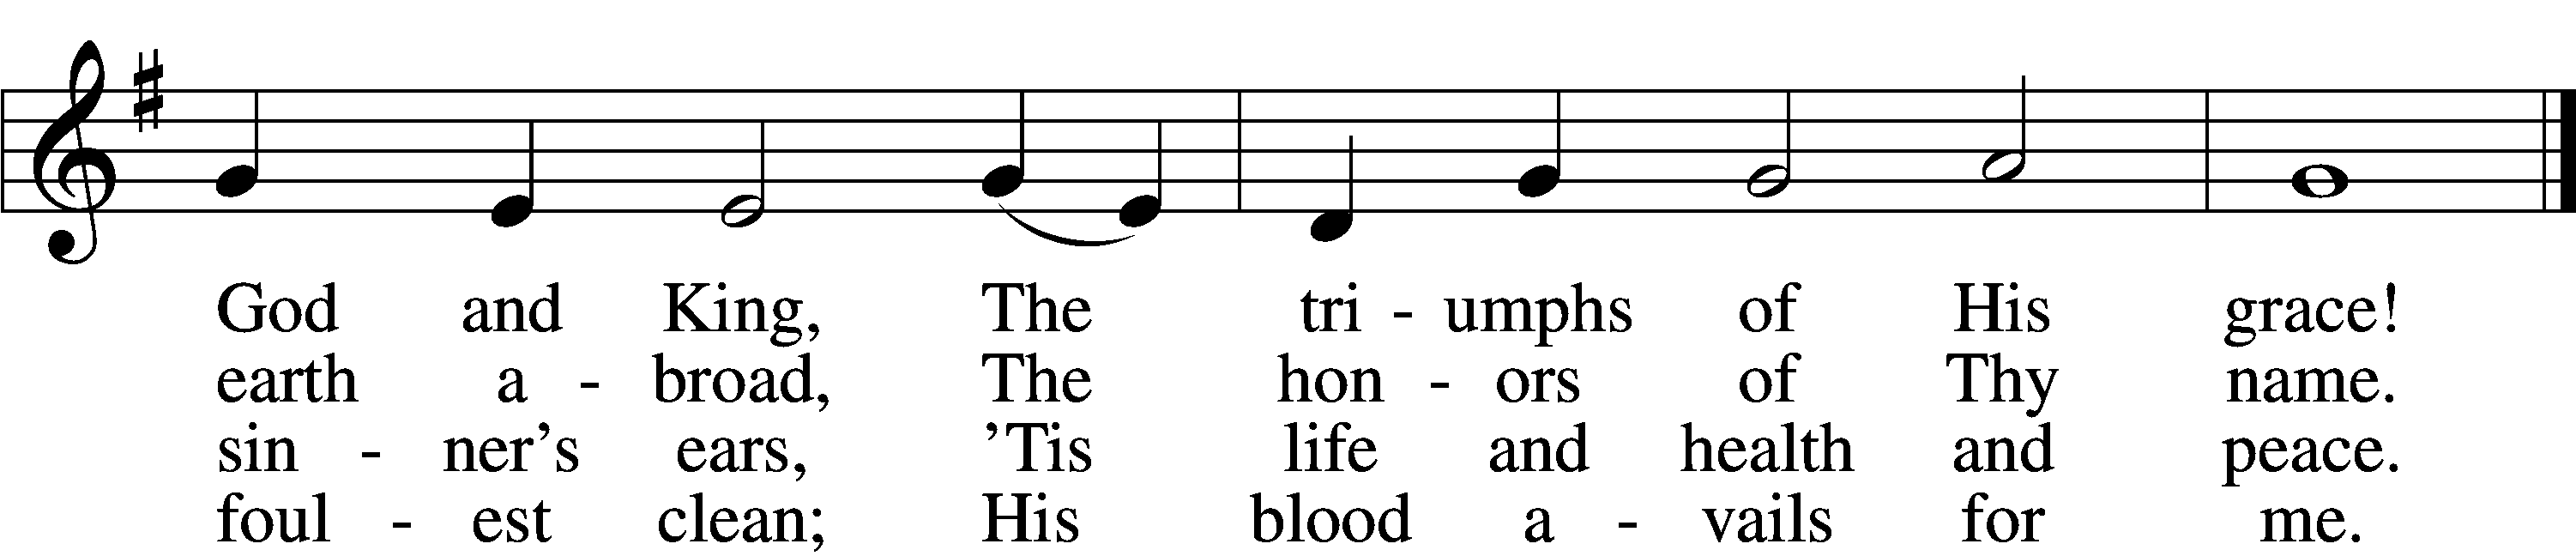 God and King, The tri - umphs of His grace!
earth a - broad, The hon - ors of Thy name.
sin - ner’s ears, ’Tis life and health and peace.
foul - est clean; His blood a - vails for me.